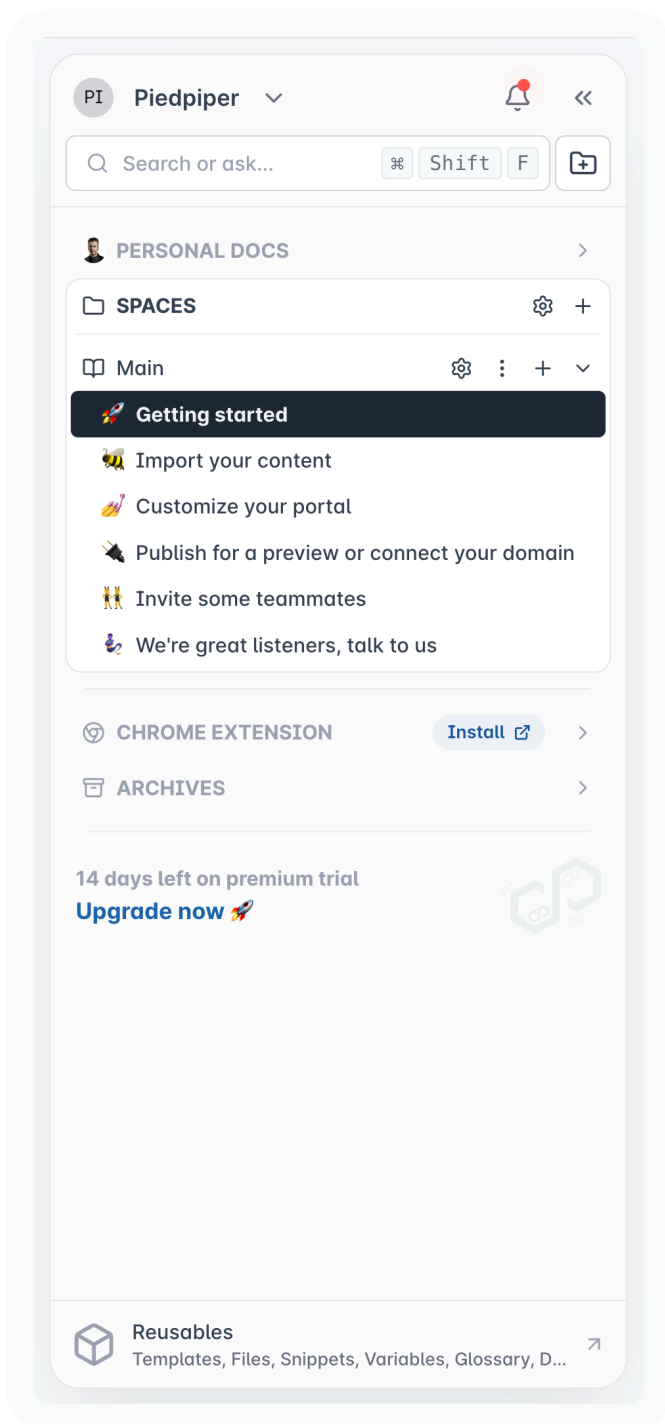 PI Piedpiper
Search or ask... ⌘ Shift F
PERSONAL DOCS
SPACES
Main
Getting started
Import your content
Customize your portal
Publish for a preview or connect your domain
Invite some teammates
We're great listeners, talk to us
CHROME EXTENSION Install
ARCHIVES
14 days left on premium trial
Upgrade now 🚀
Reusables
Templates, Files, Snippets, Variables, Glossary, D...